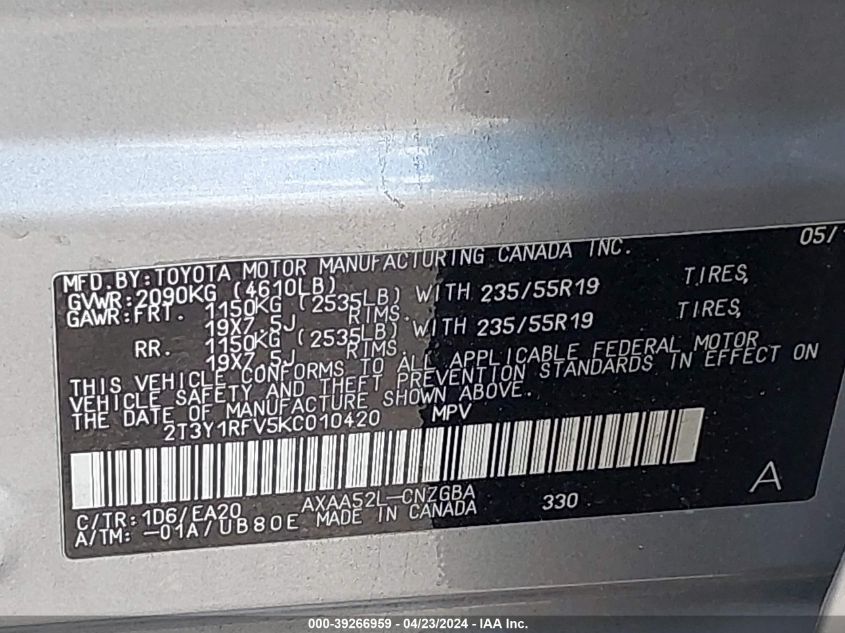 MFD.BY:TOYOTA MOTOR MANUFACTURING CANADA INC. 05/
GVWR:2090KG (4610LB)
GAWR:FRT. 1150KG (2535LB) WITH 235/55R19 TIRES,
19X7.5J RIMS.
RR. 1150KG (2535LB) WITH 235/55R19 TIRES,
19X7.5J RIMS.
THIS VEHICLE CONFORMS TO ALL APPLICABLE FEDERAL MOTOR
VEHICLE SAFETY AND THEFT PREVENTION STANDARDS IN EFFECT ON
THE DATE OF MANUFACTURE SHOWN ABOVE.
2T3Y1RFV5KC010420 MPV
A
C/TR:1D6/EA20 AXAA52L-CNZGBA 330
A/TM:-01A/UB80E MADE IN CANADA
000-39266959 - 04/23/2024 - IAA Inc.